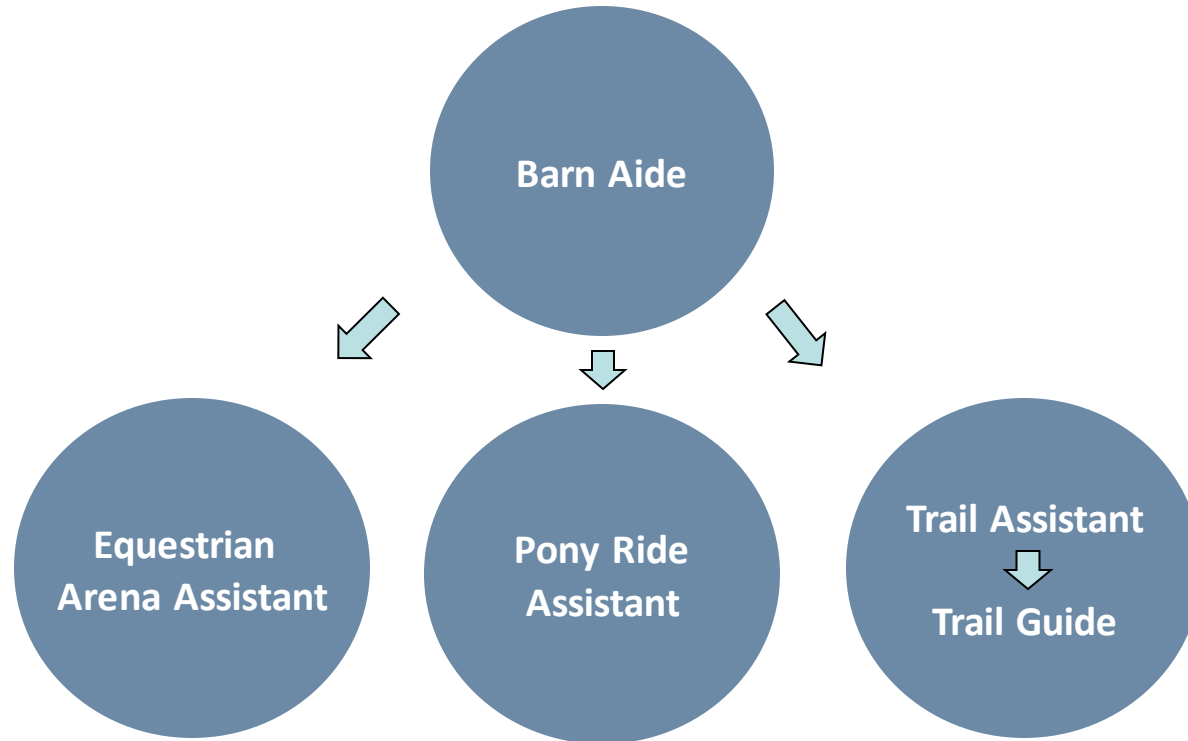 Barn Aide
Equestrian
Arena Assistant
Pony Ride
Assistant
Trail Assistant
Trail Guide